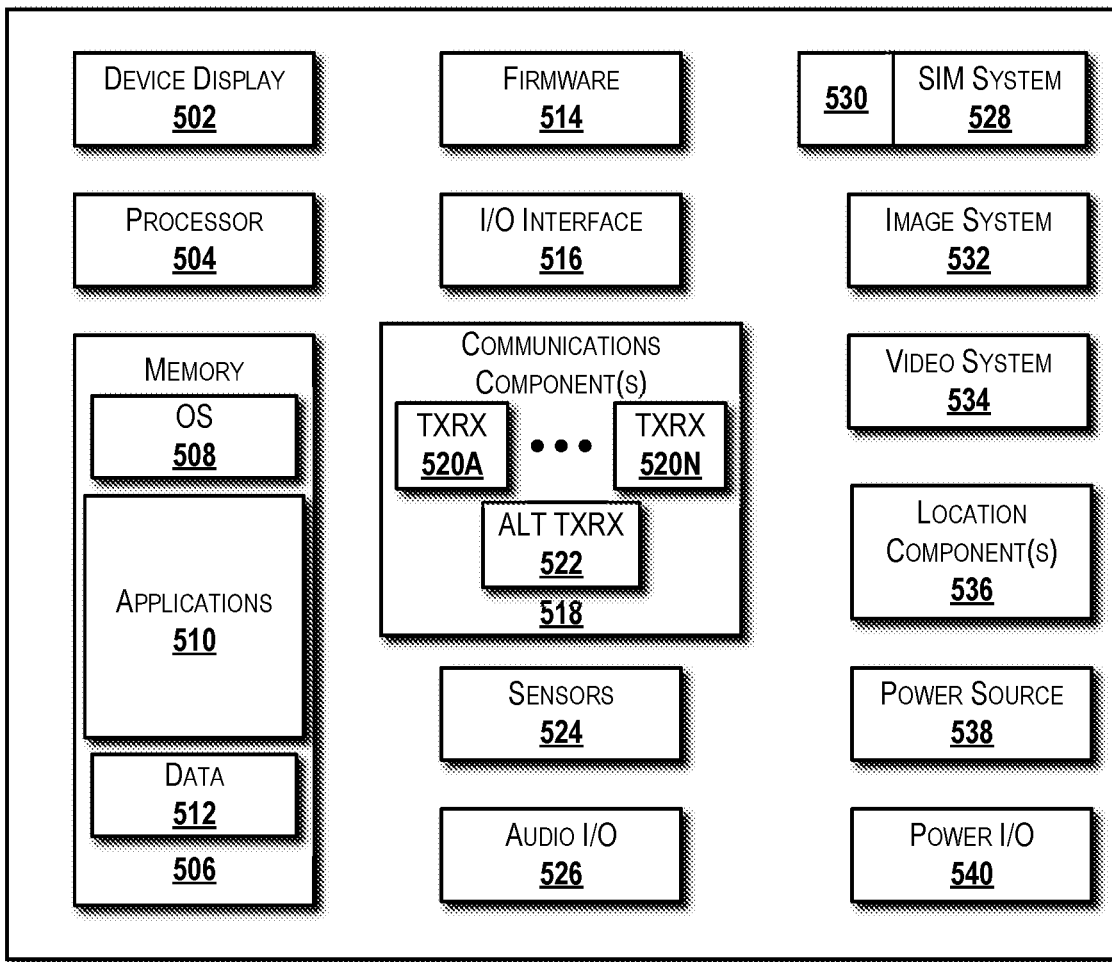 DEVICE DISPLAY
502
PROCESSOR
504
MEMORY
OS
508
APPLICATIONS
510
DATA
512
506
FIRMWARE
514
I/O INTERFACE
516
COMMUNICATIONS
COMPONENT(S)
TXRX
520A
•••
TXRX
520N
ALT TXRX
522
518
SENSORS
524
AUDIO I/O
526
530
SIM SYSTEM
528
IMAGE SYSTEM
532
VIDEO SYSTEM
534
LOCATION
COMPONENT(S)
536
POWER SOURCE
538
POWER I/O
540